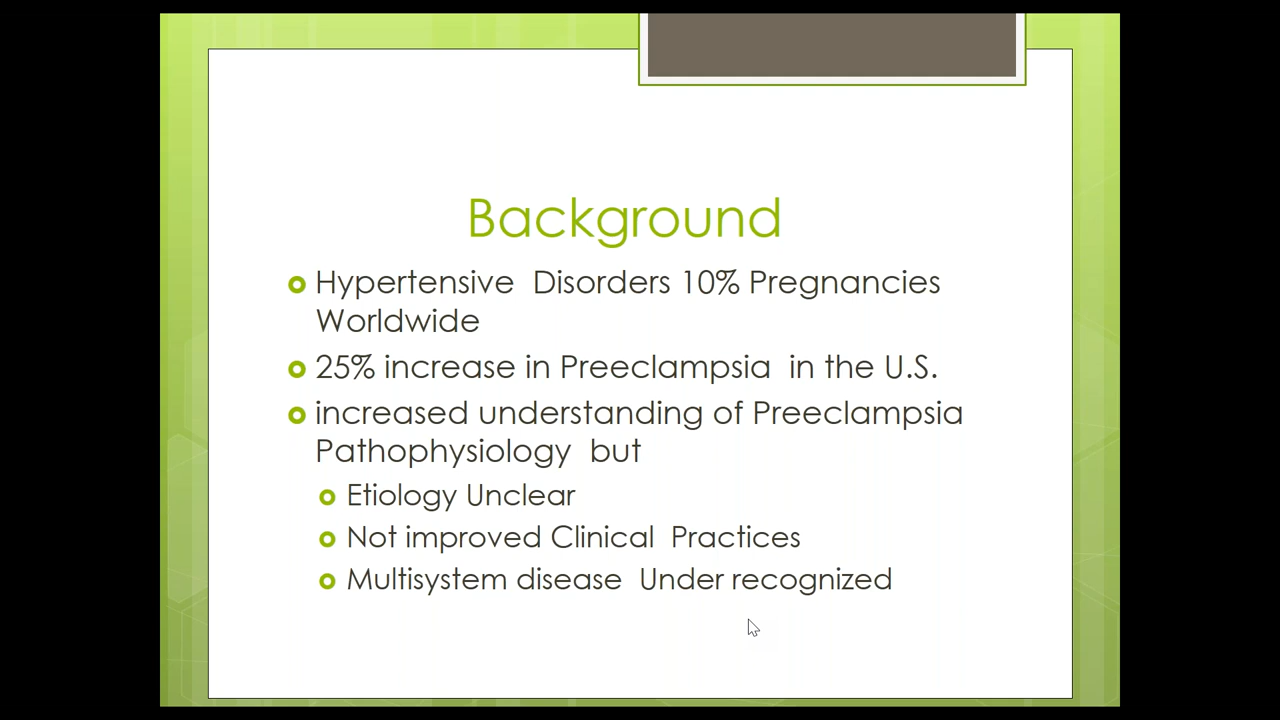 Background
Hypertensive Disorders 10% Pregnancies
Worldwide
25% increase in Preeclampsia in the U.S.
increased understanding of Preeclampsia
Pathophysiology but
Etiology Unclear
Not improved Clinical Practices
Multisystem disease Under recognized